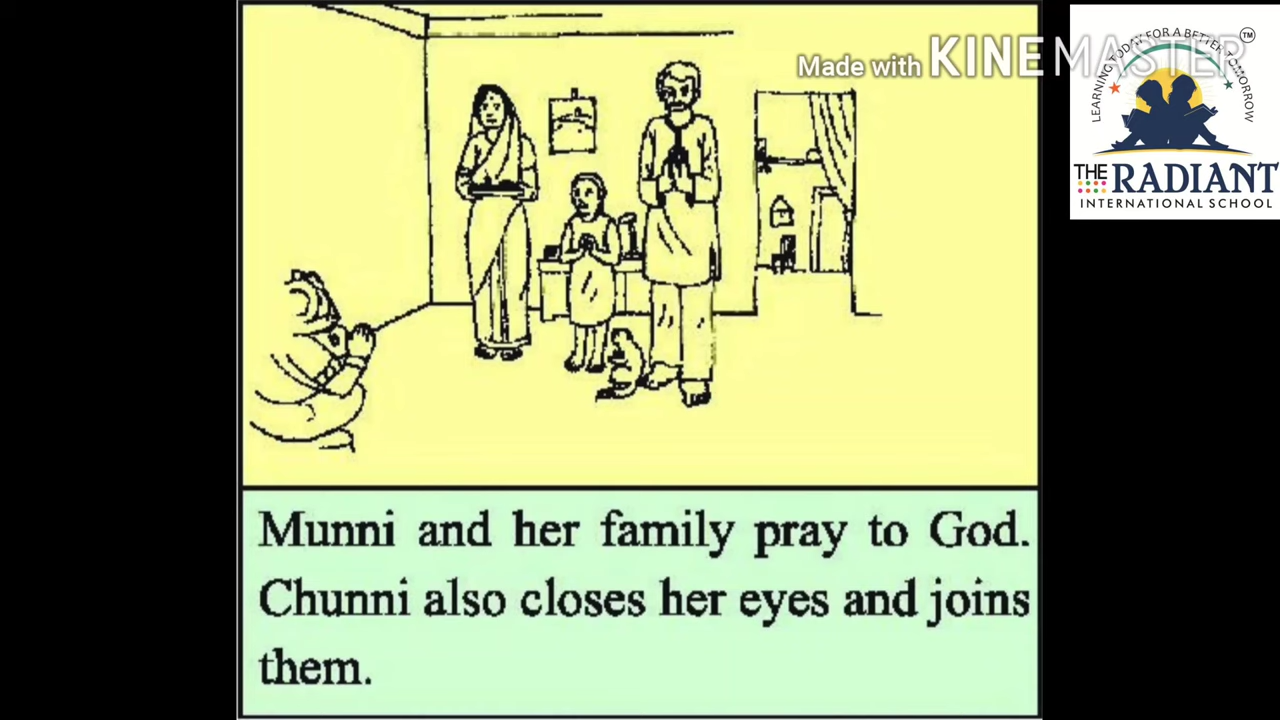 Made with KINEMASTER
LEARNING TODAY FOR A BETTER TOMORROW
TM
THE RADIANT
INTERNATIONAL SCHOOL
Munni and her family pray to God.
Chunni also closes her eyes and joins
them.